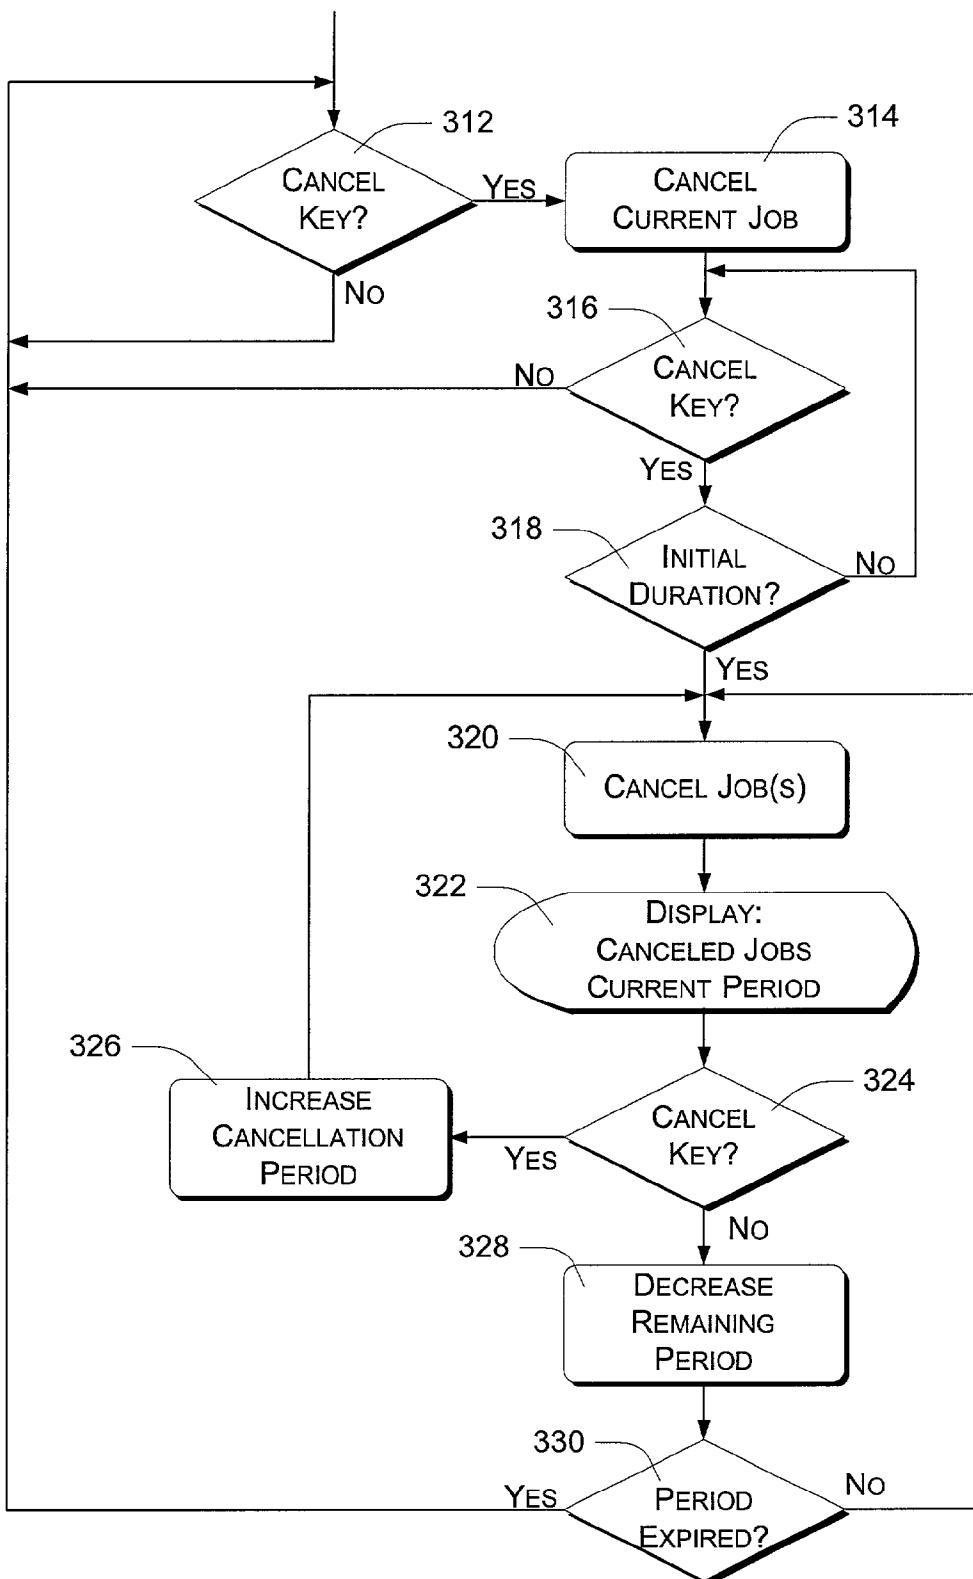 312
CANCEL
KEY?
YES
NO
314
CANCEL
CURRENT JOB
316
CANCEL
KEY?
NO
YES
318
INITIAL
DURATION?
NO
YES
320
CANCEL JOB(S)
322
DISPLAY:
CANCELED JOBS
CURRENT PERIOD
324
CANCEL
KEY?
YES
NO
326
INCREASE
CANCELLATION
PERIOD
328
DECREASE
REMAINING
PERIOD
330
PERIOD
EXPIRED?
YES
NO